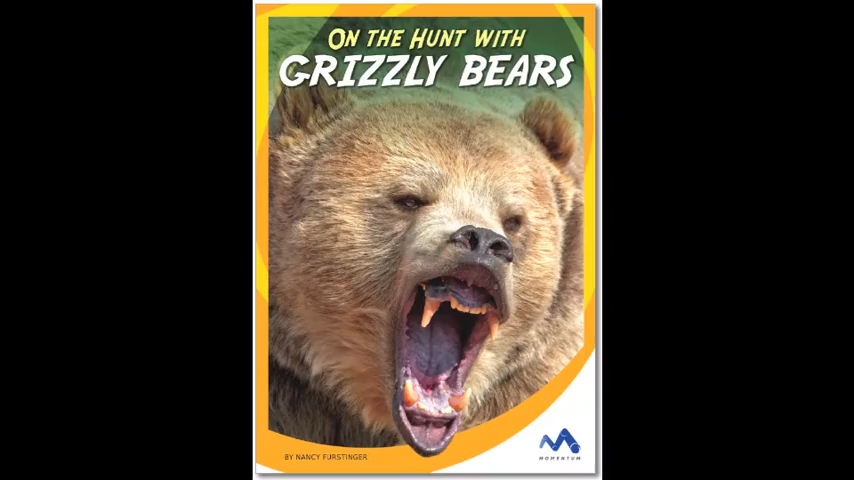 On the Hunt with
Grizzly Bears
BY NANCY FURSTINGER
MOMENTUM